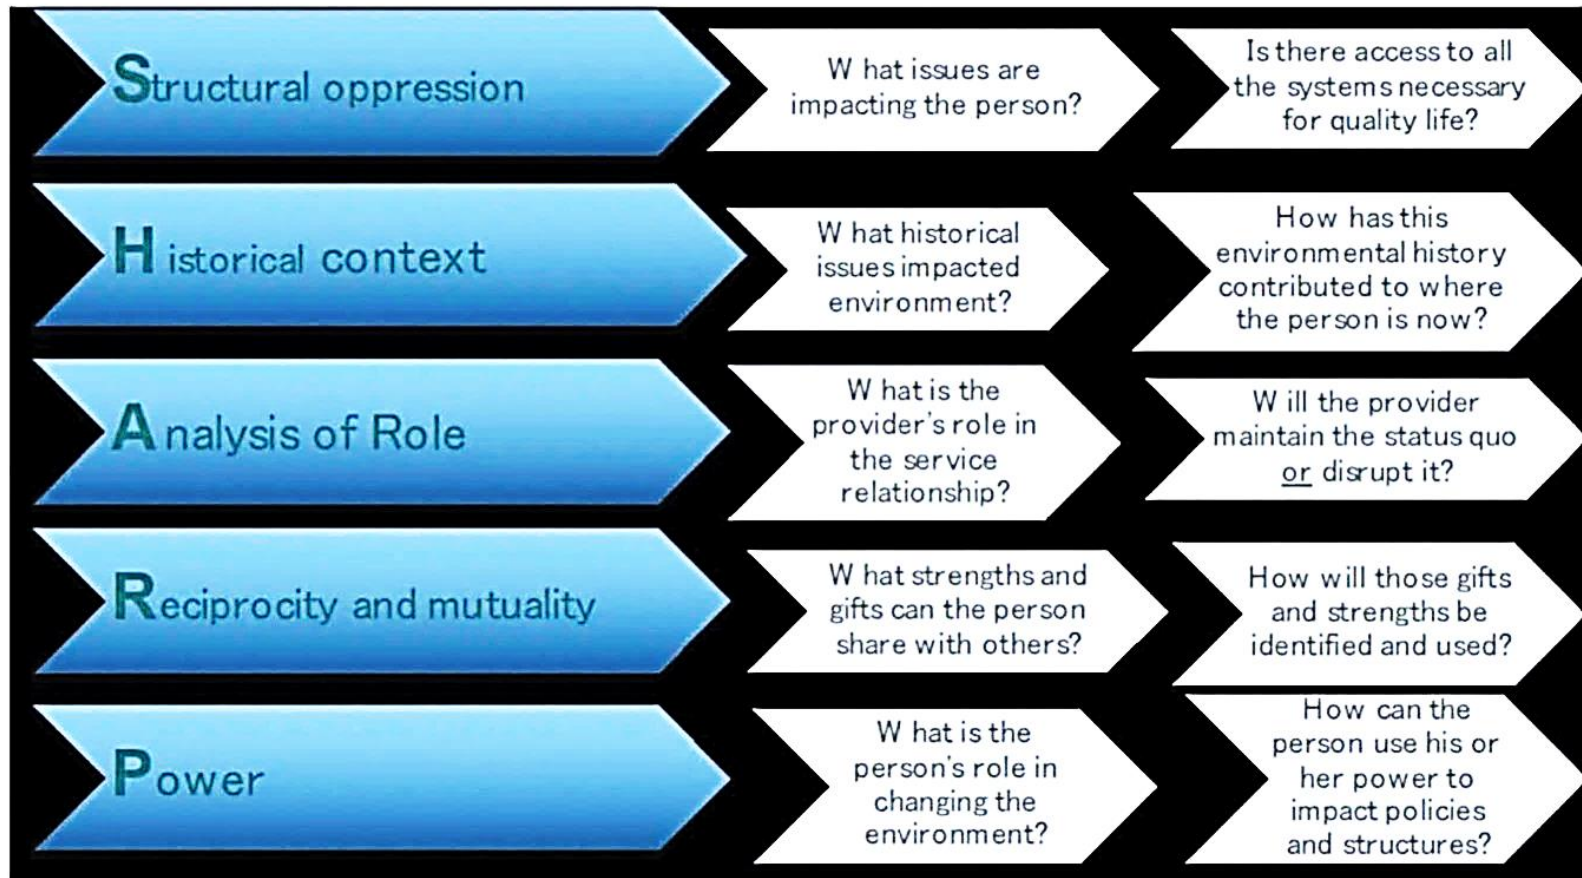 Structural oppression
What issues are
impacting the person?
Is there access to all
the systems necessary
for quality life?
Historical context
What historical
issues impacted
environment?
How has this
environmental history
contributed to where
the person is now?
Analysis of Role
What is the
provider's role in
the service
relationship?
Will the provider
maintain the status quo
or disrupt it?
Reciprocity and mutuality
What strengths and
gifts can the person
share with others?
How will those gifts
and strengths be
identified and used?
Power
What is the
person's role in
changing the
environment?
How can the
person use his or
her power to
impact policies
and structures?